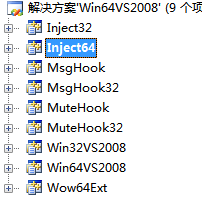 解决方案'Win64VS2008' (9 个项
Inject32
Inject64
MsgHook
MsgHook32
MuteHook
MuteHook32
Win32VS2008
Win64VS2008
Wow64Ext